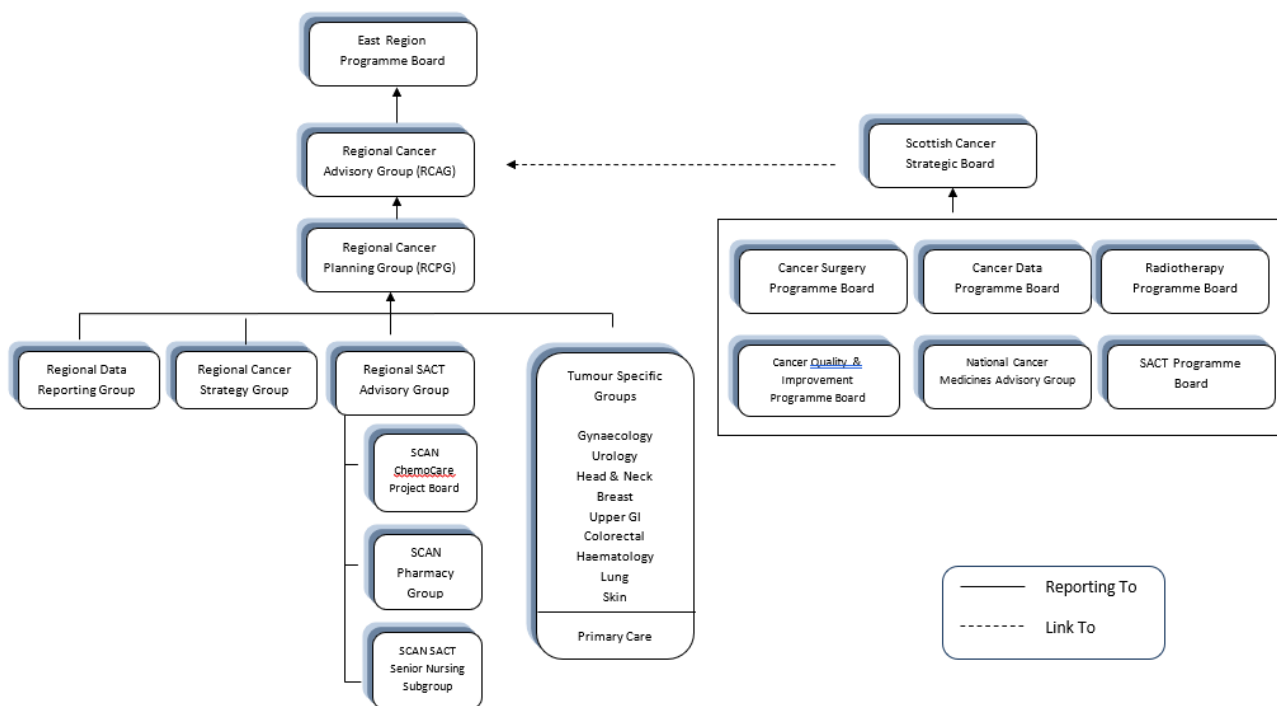 East Region
Programme Board
Regional Cancer
Advisory Group (RCAG)
Scottish Cancer
Strategic Board
Regional Cancer
Planning Group (RCPG)
Cancer Surgery
Programme Board
Cancer Data
Programme Board
Radiotherapy
Programme Board
Cancer Quality &
Improvement
Programme Board
National Cancer
Medicines Advisory Group
SACT Programme
Board
Regional Data
Reporting Group
Regional Cancer
Strategy Group
Regional SACT
Advisory Group
SCAN
ChemoCare
Project Board
SCAN
Pharmacy
Group
SCAN SACT
Senior Nursing
Subgroup
Tumour Specific
Groups
Gynaecology
Urology
Head & Neck
Breast
Upper GI
Colorectal
Haematology
Lung
Skin
Primary Care
Reporting To
Link To